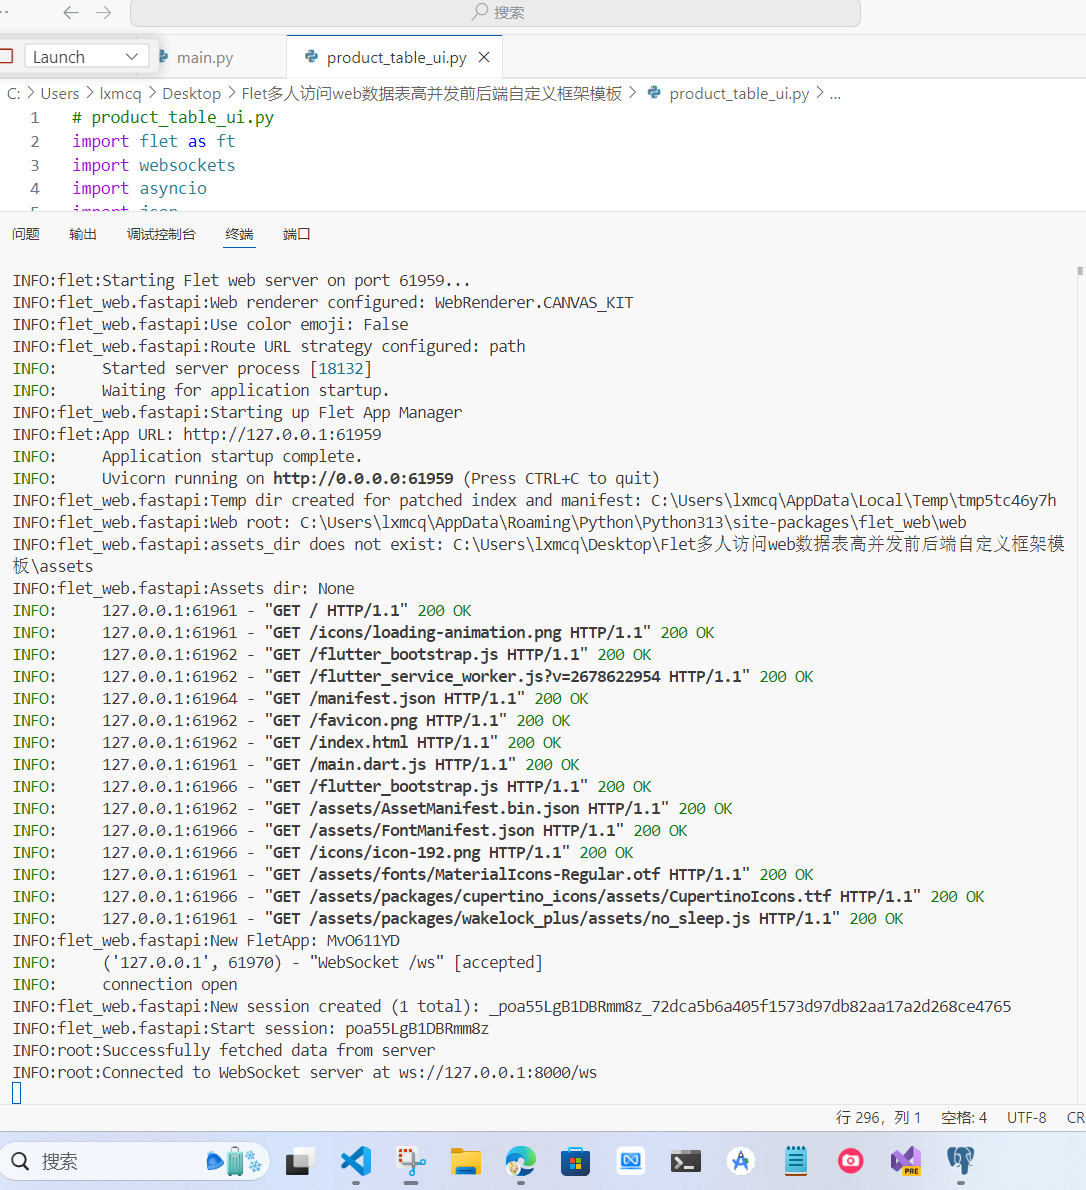 搜索
Launch
main.py
product_table_ui.py
C: > Users > lxmcq > Desktop > Flet多人访问web数据表高并发前后端自定义框架模板 > product_table_ui.py > ...
1 # product_table_ui.py
2 import flet as ft
3 import websockets
4 import asyncio
5 import json
问题 输出 调试控制台 终端 端口
INFO:flet:Starting Flet web server on port 61959...
INFO:flet_web.fastapi:Web renderer configured: WebRenderer.CANVAS_KIT
INFO:flet_web.fastapi:Use color emoji: False
INFO:flet_web.fastapi:Route URL strategy configured: path
INFO:     Started server process [18132]
INFO:     Waiting for application startup.
INFO:flet_web.fastapi:Starting up Flet App Manager
INFO:flet:App URL: http://127.0.0.1:61959
INFO:     Application startup complete.
INFO:     Uvicorn running on http://0.0.0.0:61959 (Press CTRL+C to quit)
INFO:flet_web.fastapi:Temp dir created for patched index and manifest: C:\Users\lxmcq\AppData\Local\Temp\tmp5tc46y7h
INFO:flet_web.fastapi:Web root: C:\Users\lxmcq\AppData\Roaming\Python\Python313\site-packages\flet_web\web
INFO:flet_web.fastapi:assets_dir does not exist: C:\Users\lxmcq\Desktop\Flet多人访问web数据表高并发前后端自定义框架模
板\assets
INFO:flet_web.fastapi:Assets dir: None
INFO:     127.0.0.1:61961 - "GET / HTTP/1.1" 200 OK
INFO:     127.0.0.1:61961 - "GET /icons/loading-animation.png HTTP/1.1" 200 OK
INFO:     127.0.0.1:61962 - "GET /flutter_bootstrap.js HTTP/1.1" 200 OK
INFO:     127.0.0.1:61962 - "GET /flutter_service_worker.js?v=2678622954 HTTP/1.1" 200 OK
INFO:     127.0.0.1:61964 - "GET /manifest.json HTTP/1.1" 200 OK
INFO:     127.0.0.1:61962 - "GET /favicon.png HTTP/1.1" 200 OK
INFO:     127.0.0.1:61962 - "GET /index.html HTTP/1.1" 200 OK
INFO:     127.0.0.1:61961 - "GET /main.dart.js HTTP/1.1" 200 OK
INFO:     127.0.0.1:61966 - "GET /flutter_bootstrap.js HTTP/1.1" 200 OK
INFO:     127.0.0.1:61962 - "GET /assets/AssetManifest.bin.json HTTP/1.1" 200 OK
INFO:     127.0.0.1:61966 - "GET /assets/FontManifest.json HTTP/1.1" 200 OK
INFO:     127.0.0.1:61966 - "GET /icons/icon-192.png HTTP/1.1" 200 OK
INFO:     127.0.0.1:61961 - "GET /assets/fonts/MaterialIcons-Regular.otf HTTP/1.1" 200 OK
INFO:     127.0.0.1:61966 - "GET /assets/packages/cupertino_icons/assets/CupertinoIcons.ttf HTTP/1.1" 200 OK
INFO:     127.0.0.1:61961 - "GET /assets/packages/wakelock_plus/assets/no_sleep.js HTTP/1.1" 200 OK
INFO:flet_web.fastapi:New FletApp: MvO611YD
INFO:     ('127.0.0.1', 61970) - "WebSocket /ws" [accepted]
INFO:     connection open
INFO:flet_web.fastapi:New session created (1 total): _poa55LgB1DBRmm8z_72dca5b6a405f1573d97db82aa17a2d268ce4765
INFO:flet_web.fastapi:Start session: poa55LgB1DBRmm8z
INFO:root:Successfully fetched data from server
INFO:root:Connected to WebSocket server at ws://127.0.0.1:8000/ws
行 296，列 1 空格: 4 UTF-8 CR
搜索
PRE